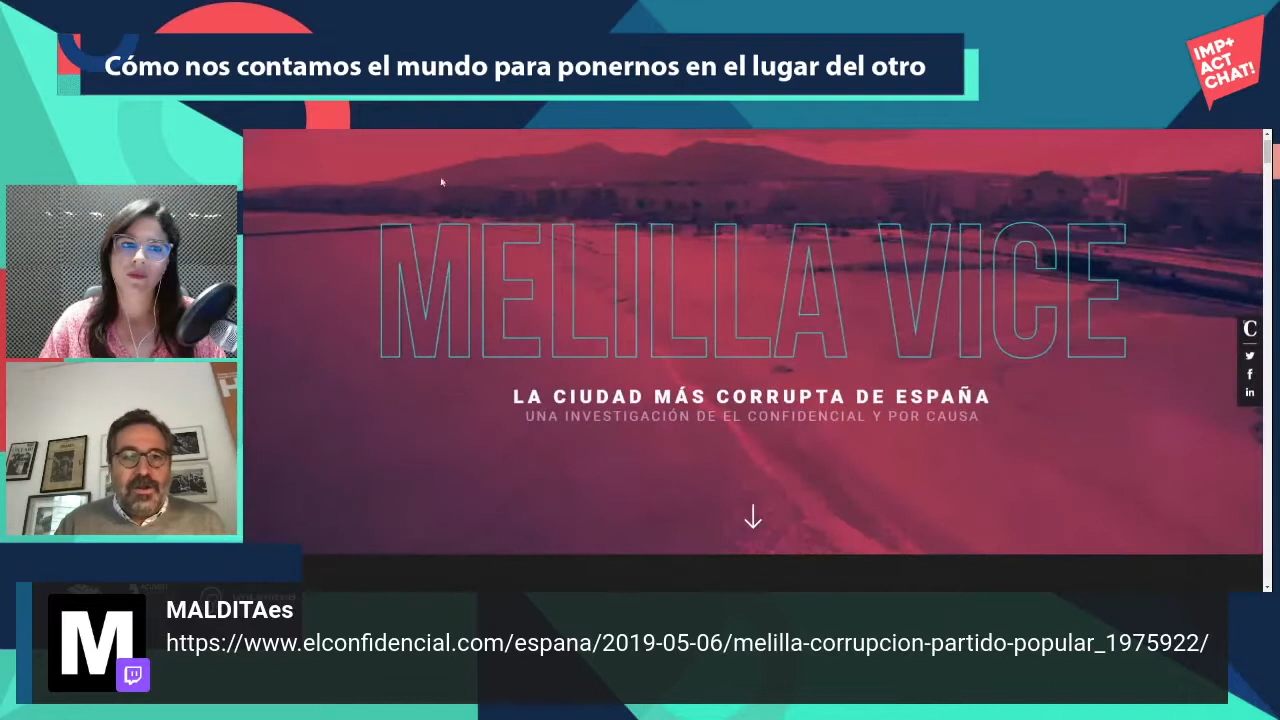 Cómo nos contamos el mundo para ponernos en el lugar del otro
IMP+
ACT
CHAT!
MELILLA VICE
LA CIUDAD MÁS CORRUPTA DE ESPAÑA
UNA INVESTIGACIÓN DE EL CONFIDENCIAL Y POR CAUSA
C
f
in
M
MALDITAes
https://www.elconfidencial.com/espana/2019-05-06/melilla-corrupcion-partido-popular_1975922/